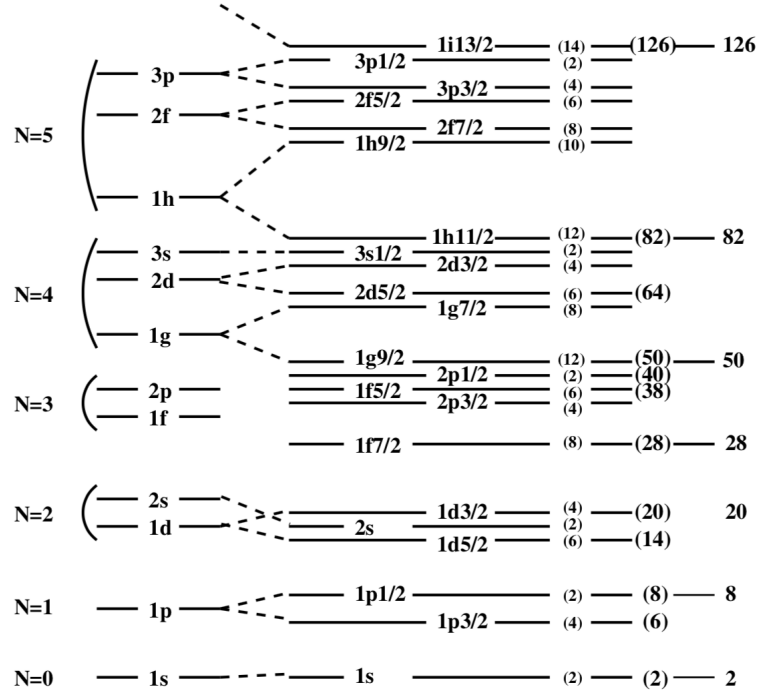 1i13/2 (14) (126) 126
3p1/2 (2)
3p
3p3/2 (4)
2f5/2 (6)
2f
2f7/2 (8)
N=5
1h9/2 (10)
1h
1h11/2 (12) (82) 82
3s 3s1/2 (2)
2d3/2 (4)
2d
N=4 2d5/2 (6) (64)
1g7/2 (8)
1g
1g9/2 (12) (50) 50
2p1/2 (2) (40)
2p 1f5/2 (6) (38)
N=3 2p3/2 (4)
1f
1f7/2 (8) (28) 28
2s
N=2 1d3/2 (4) (20) 20
1d 2s (2)
1d5/2 (6) (14)
1p1/2 (2) (8) 8
N=1 1p
1p3/2 (4) (6)
N=0 1s 1s (2) (2) 2